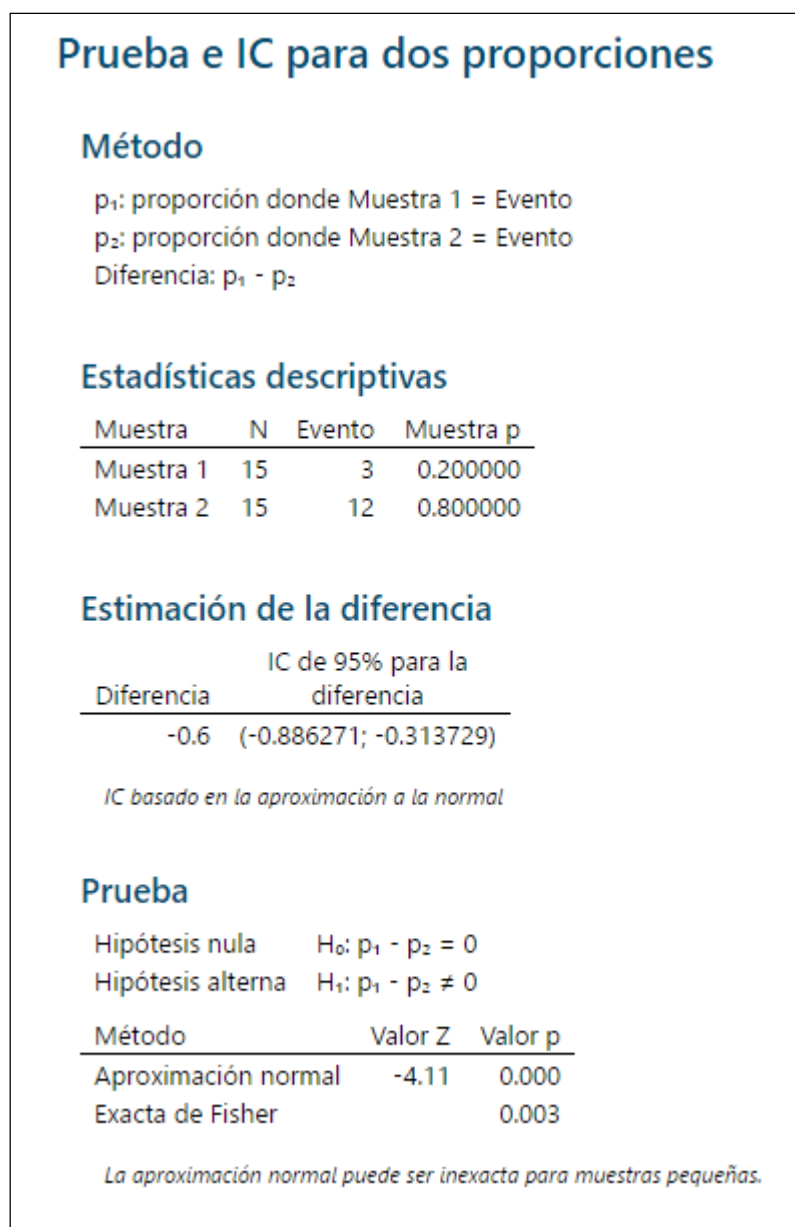 Prueba e IC para dos proporciones
Método
p₁: proporción donde Muestra 1 = Evento
p₂: proporción donde Muestra 2 = Evento
Diferencia: p₁ - p₂
Estadísticas descriptivas
Muestra N Evento Muestra p
Muestra 1 15 3 0.200000
Muestra 2 15 12 0.800000
Estimación de la diferencia
IC de 95% para la
Diferencia diferencia
-0.6 (-0.886271; -0.313729)
IC basado en la aproximación a la normal
Prueba
Hipótesis nula H₀: p₁ - p₂ = 0
Hipótesis alterna H₁: p₁ - p₂ ≠ 0
Método Valor Z Valor p
Aproximación normal -4.11 0.000
Exacta de Fisher 0.003
La aproximación normal puede ser inexacta para muestras pequeñas.